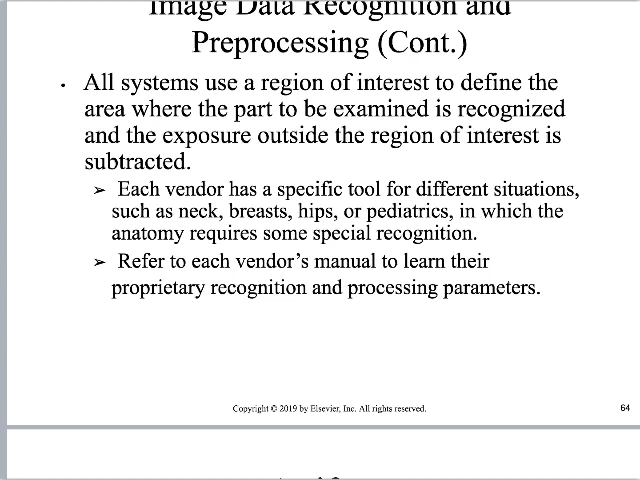 Image Data Recognition and
Preprocessing (Cont.)
• All systems use a region of interest to define the
area where the part to be examined is recognized
and the exposure outside the region of interest is
subtracted.
➢ Each vendor has a specific tool for different situations,
such as neck, breasts, hips, or pediatrics, in which the
anatomy requires some special recognition.
➢ Refer to each vendor’s manual to learn their
proprietary recognition and processing parameters.
Copyright © 2019 by Elsevier, Inc. All rights reserved.
64